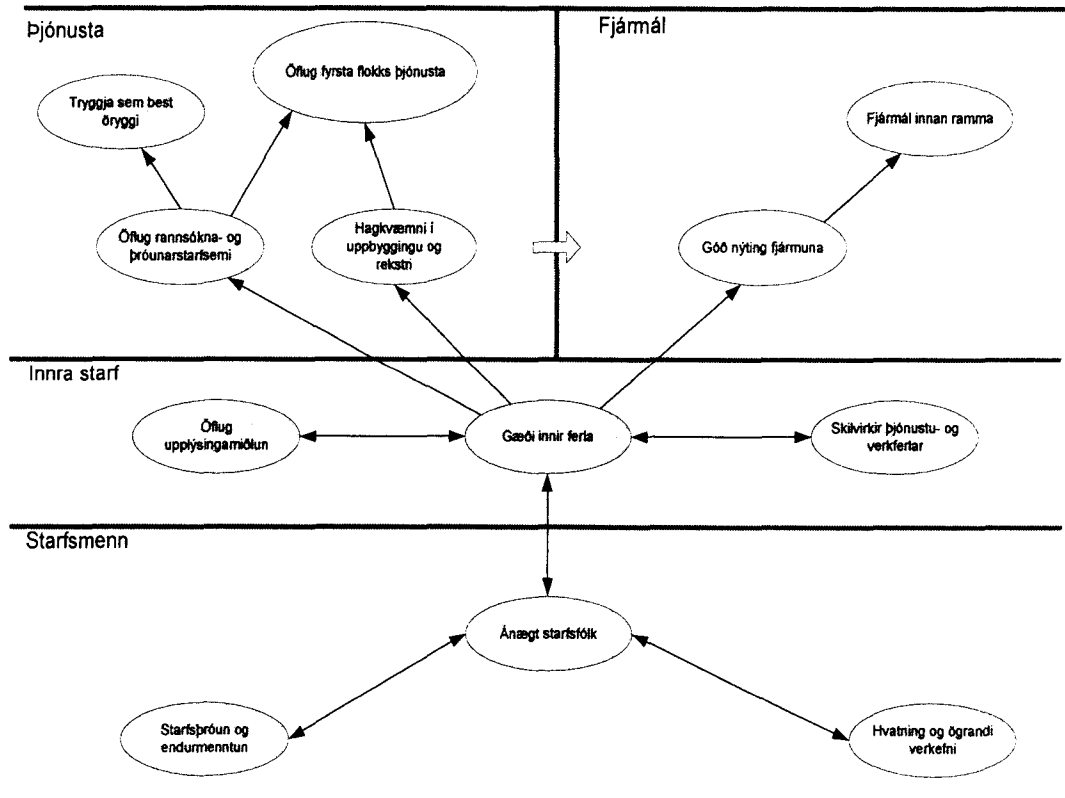 Þjónusta
Fjármál
Öflug fyrsta flokks þjónusta
Tryggja sem best
öryggi
Fjármál innan ramma
Öflug rannsókna- og
þróunarstarfsemi
Hagkvæmni í
uppbyggingu og
rekstri
Góð nýting fjármuna
Innra starf
Öflug
upplýsingamiðlun
Gæði innir ferla
Skilvirkir þjónustu- og
verkferlar
Starfsmenn
Ánægt starfsfólk
Starfsþróun og
endurmenntun
Hvatning og ögrandi
verkefni